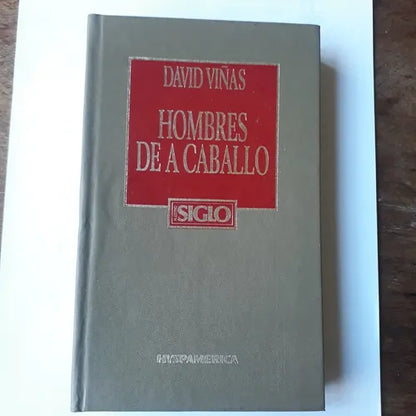 DAVID VIÑAS
HOMBRES
DE A CABALLO
SIGLO
HYSPAMERICA